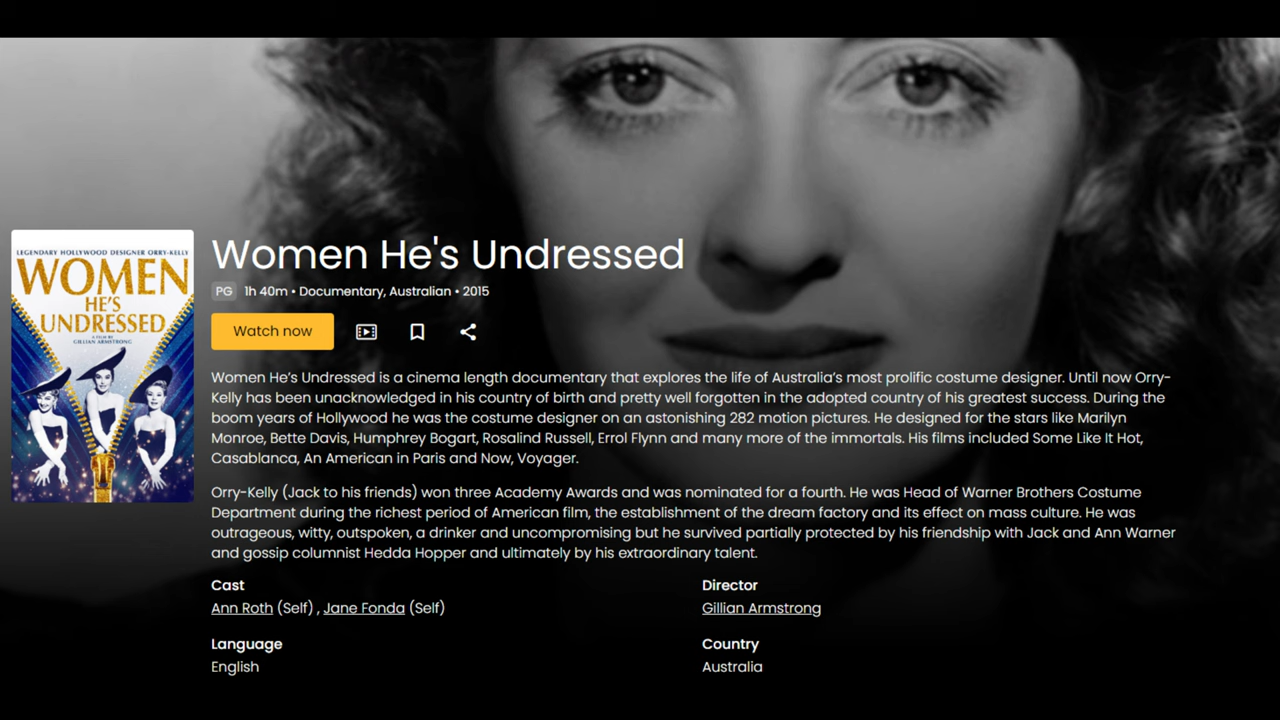 LEGENDARY HOLLYWOOD DESIGNER ORRY-KELLY
WOMEN
HE'S
UNDRESSED
A FILM BY
GILLIAN ARMSTRONG
Women He's Undressed
PG 1h 40m • Documentary, Australian • 2015
Watch now
Women He's Undressed is a cinema length documentary that explores the life of Australia's most prolific costume designer. Until now Orry-
Kelly has been unacknowledged in his country of birth and pretty well forgotten in the adopted country of his greatest success. During the
boom years of Hollywood he was the costume designer on an astonishing 282 motion pictures. He designed for the stars like Marilyn
Monroe, Bette Davis, Humphrey Bogart, Rosalind Russell, Errol Flynn and many more of the immortals. His films included Some Like It Hot,
Casablanca, An American in Paris and Now, Voyager.
Orry-Kelly (Jack to his friends) won three Academy Awards and was nominated for a fourth. He was Head of Warner Brothers Costume
Department during the richest period of American film, the establishment of the dream factory and its effect on mass culture. He was
outrageous, witty, outspoken, a drinker and uncompromising but he survived partially protected by his friendship with Jack and Ann Warner
and gossip columnist Hedda Hopper and ultimately by his extraordinary talent.
Cast
Ann Roth (Self) , Jane Fonda (Self)
Director
Gillian Armstrong
Language
English
Country
Australia